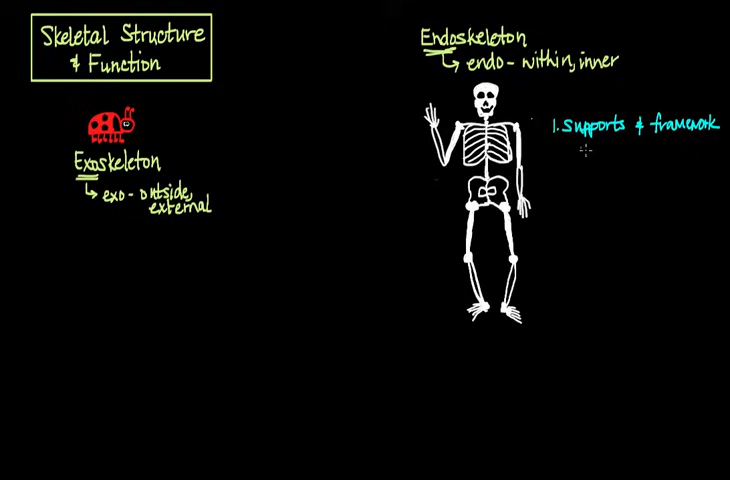 Skeletal Structure
& Function
Exoskeleton
↳ exo - outside,
external
Endoskeleton
↳ endo - within, inner
1. Supports & framework